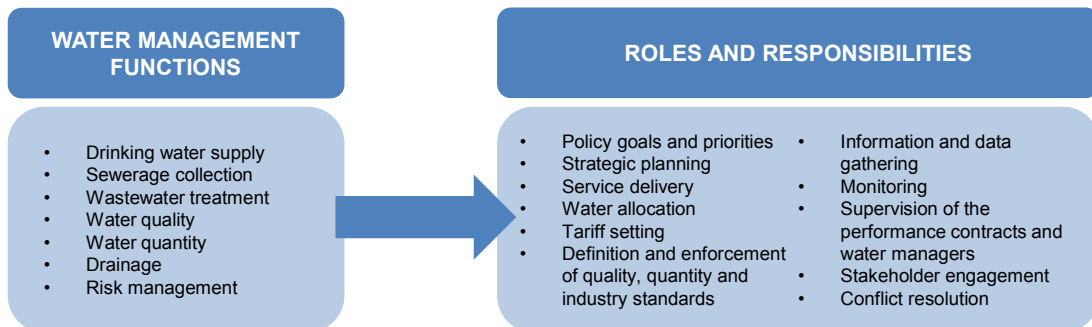 WATER MANAGEMENT
FUNCTIONS
• Drinking water supply
• Sewerage collection
• Wastewater treatment
• Water quality
• Water quantity
• Drainage
• Risk management
ROLES AND RESPONSIBILITIES
• Policy goals and priorities
• Strategic planning
• Service delivery
• Water allocation
• Tariff setting
• Definition and enforcement
of quality, quantity and
industry standards
• Information and data
gathering
• Monitoring
• Supervision of the
performance contracts and
water managers
• Stakeholder engagement
• Conflict resolution